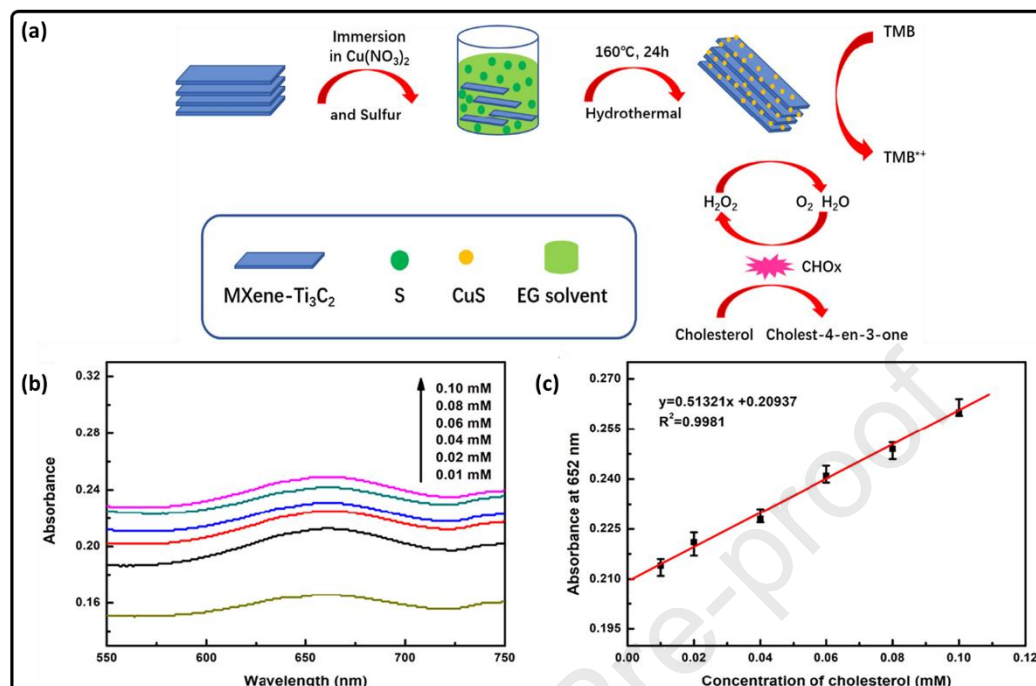 (a)
Immersion
in Cu(NO₃)₂
and Sulfur
160℃, 24h
Hydrothermal
TMB
TMB*⁺
H₂O₂
O₂ H₂O
CHOx
Cholesterol Cholest-4-en-3-one
MXene-Ti₃C₂
S
CuS
EG solvent
(b)
0.32
0.28
0.24
0.20
0.16
Absorbance
0.10 mM
0.08 mM
0.06 mM
0.04 mM
0.02 mM
0.01 mM
550
600
650
700
750
Wavelength (nm)
(c)
0.270
0.255
0.240
0.225
0.210
0.195
Absorbance at 652 nm
y=0.51321x +0.20937
R²=0.9981
0.00
0.02
0.04
0.06
0.08
0.10
0.12
Concentration of cholesterol (mM)
re-proof